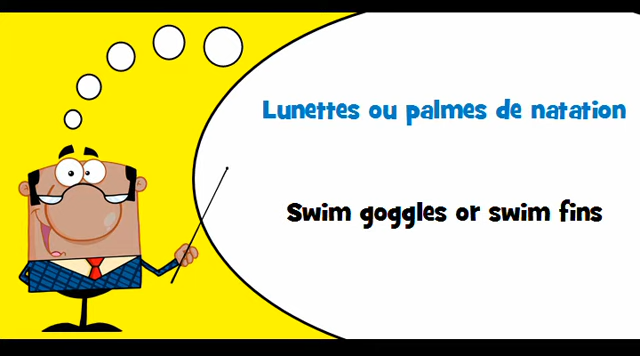 Lunettes ou palmes de natation
Swim goggles or swim fins